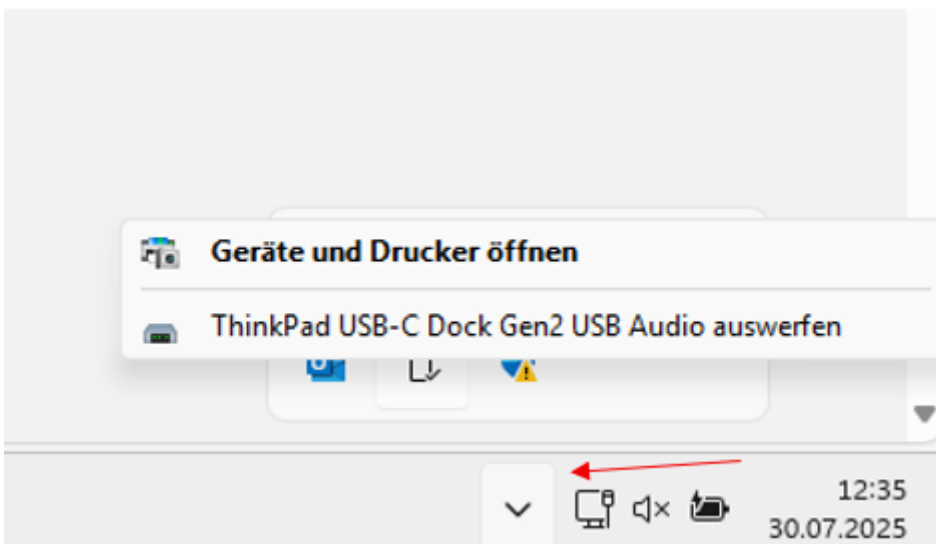 Geräte und Drucker öffnen
ThinkPad USB-C Dock Gen2 USB Audio auswerfen
12:35
30.07.2025